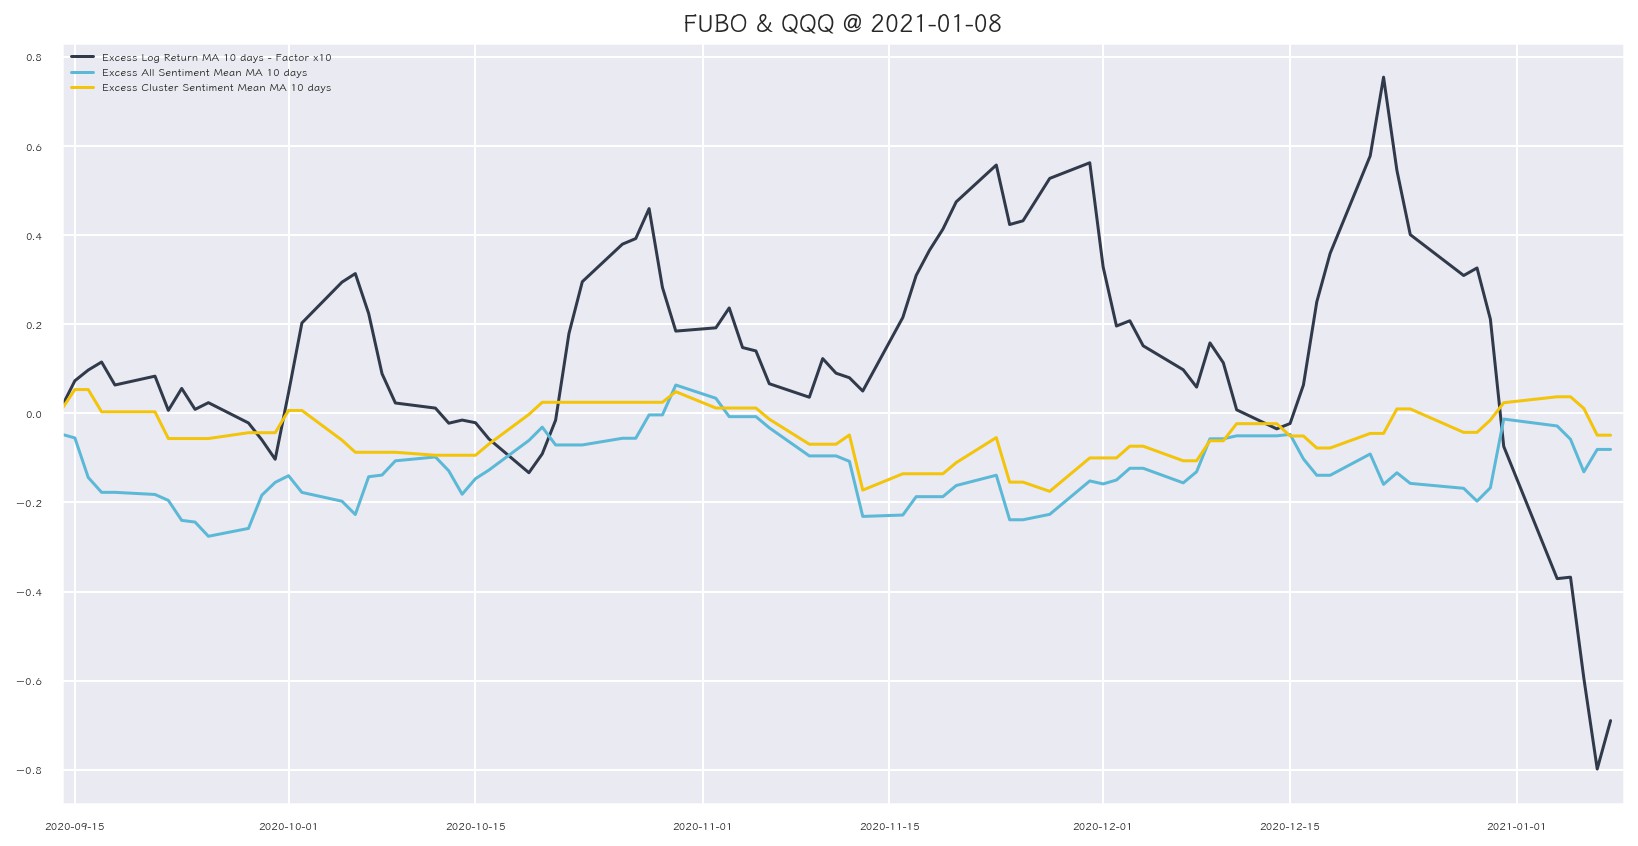 FUBO & QQQ @ 2021-01-08
Excess Log Return MA 10 days - Factor x10
Excess All Sentiment Mean MA 10 days
Excess Cluster Sentiment Mean MA 10 days
0.8
0.6
0.4
0.2
0.0
−0.2
−0.4
−0.6
−0.8
2020-09-15 2020-10-01 2020-10-15 2020-11-01 2020-11-15 2020-12-01 2020-12-15 2021-01-01